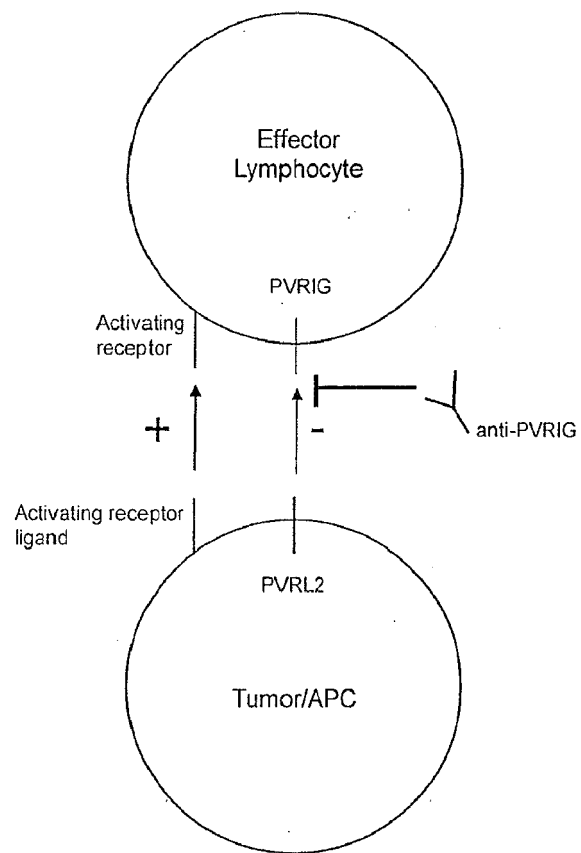 Effector
Lymphocyte
PVRIG
Activating
receptor
+
-
anti-PVRIG
Activating receptor
ligand
PVRL2
Tumor/APC